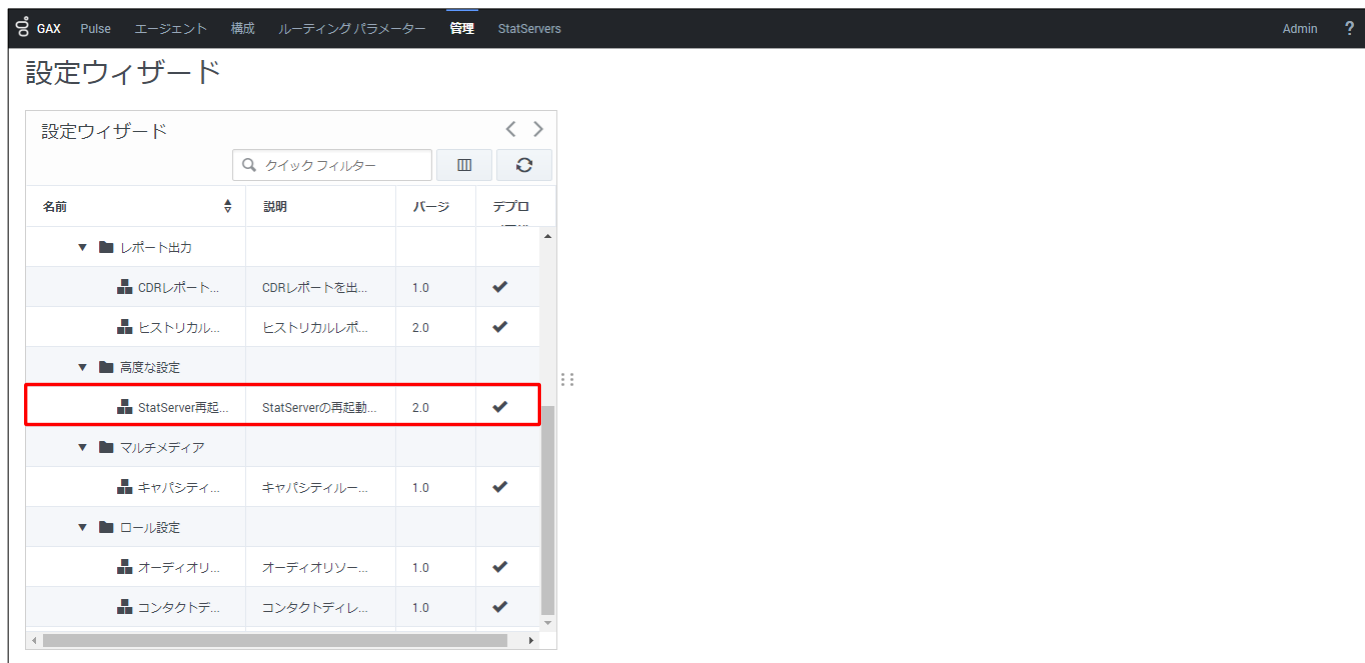 GAX Pulse エージェント 構成 ルーティング パラメーター 管理 StatServers Admin ?
設定ウィザード
設定ウィザード
クイック フィルター
名前 説明 バージ デプロ
レポート出力
CDRレポート... CDRレポートを出... 1.0
ヒストリカル... ヒストリカルレポ... 2.0
高度な設定
StatServer再起... StatServerの再起動... 2.0
マルチメディア
キャパシティ... キャパシティルー... 1.0
ロール設定
オーディオリ... オーディオリソー... 1.0
コンタクトデ... コンタクトディレ... 1.0